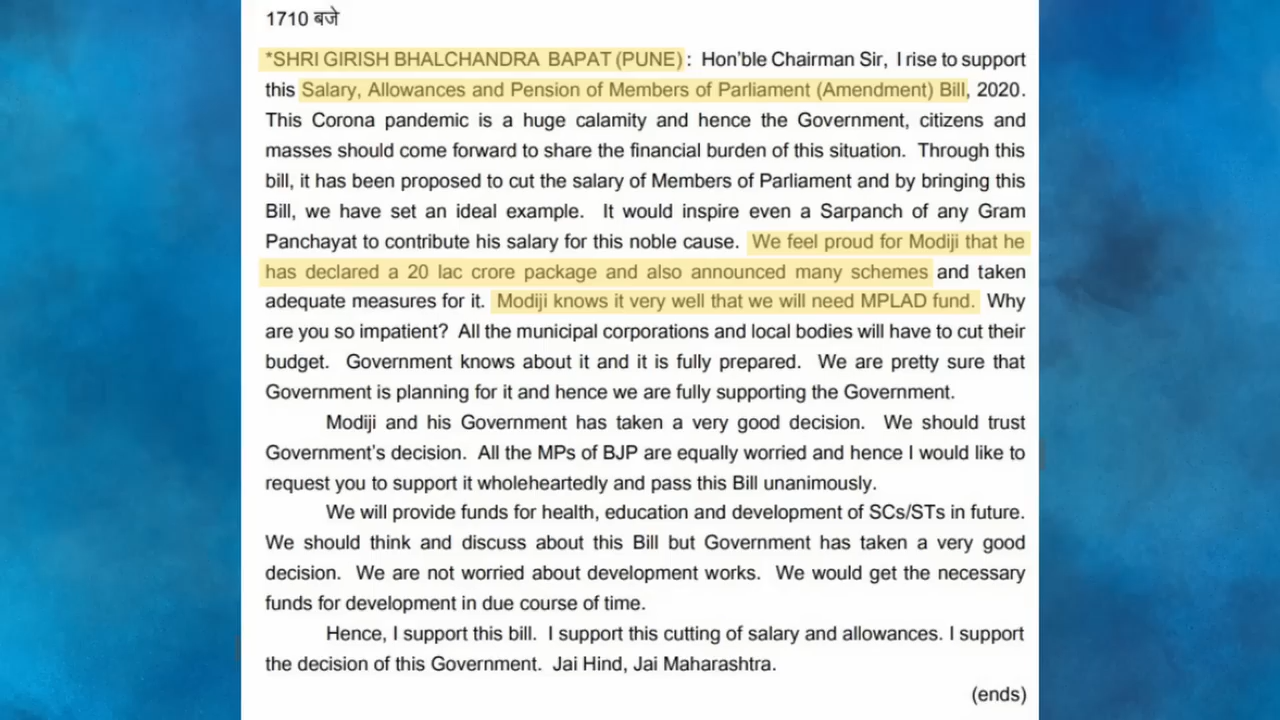 1710 बजे
*SHRI GIRISH BHALCHANDRA BAPAT (PUNE) : Hon'ble Chairman Sir, I rise to support
this Salary, Allowances and Pension of Members of Parliament (Amendment) Bill, 2020.
This Corona pandemic is a huge calamity and hence the Government, citizens and
masses should come forward to share the financial burden of this situation. Through this
bill, it has been proposed to cut the salary of Members of Parliament and by bringing this
Bill, we have set an ideal example. It would inspire even a Sarpanch of any Gram
Panchayat to contribute his salary for this noble cause. We feel proud for Modiji that he
has declared a 20 lac crore package and also announced many schemes and taken
adequate measures for it. Modiji knows it very well that we will need MPLAD fund. Why
are you so impatient? All the municipal corporations and local bodies will have to cut their
budget. Government knows about it and it is fully prepared. We are pretty sure that
Government is planning for it and hence we are fully supporting the Government.
Modiji and his Government has taken a very good decision. We should trust
Government's decision. All the MPs of BJP are equally worried and hence I would like to
request you to support it wholeheartedly and pass this Bill unanimously.
We will provide funds for health, education and development of SCs/STs in future.
We should think and discuss about this Bill but Government has taken a very good
decision. We are not worried about development works. We would get the necessary
funds for development in due course of time.
Hence, I support this bill. I support this cutting of salary and allowances. I support
the decision of this Government. Jai Hind, Jai Maharashtra.
(ends)